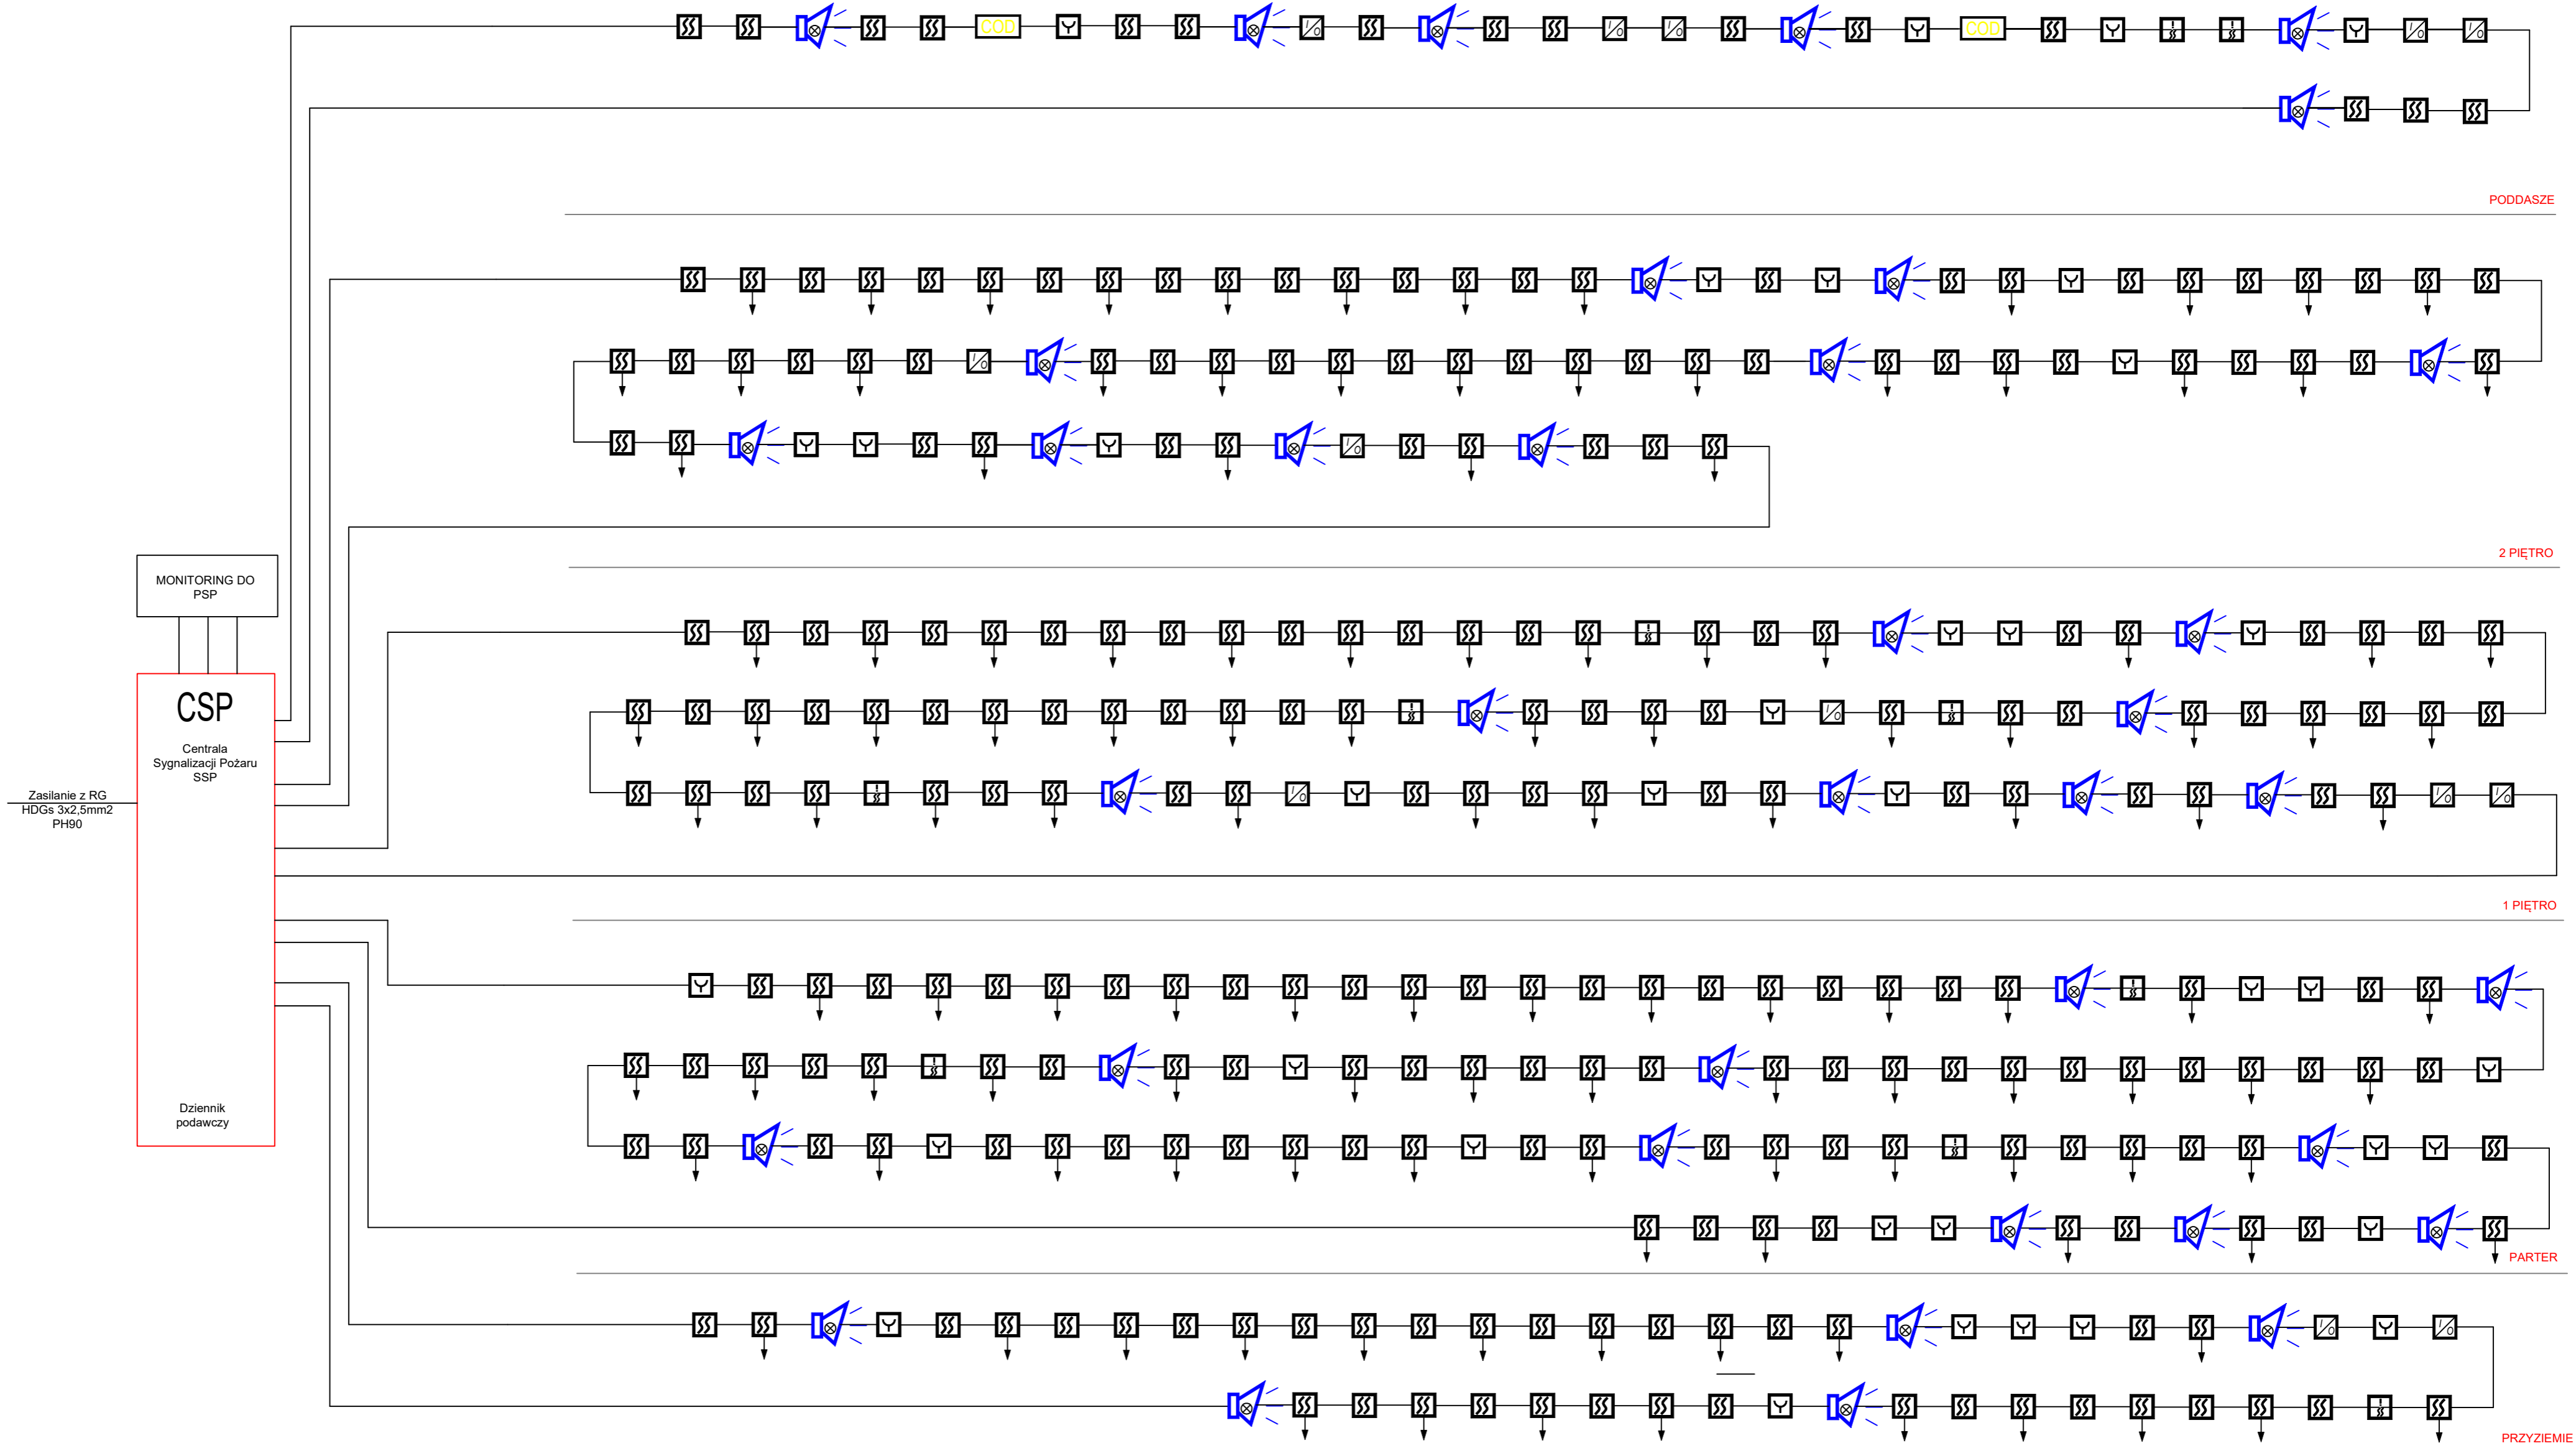 COD
COD
PODDASZE
2 PIĘTRO
MONITORING DO
PSP
CSP
Centrala
Sygnalizacji Pożaru
SSP
Zasilanie z RG
HDGs 3x2,5mm2
PH90
1 PIĘTRO
Dziennik
podawczy
PARTER
PRZYZIEMIE